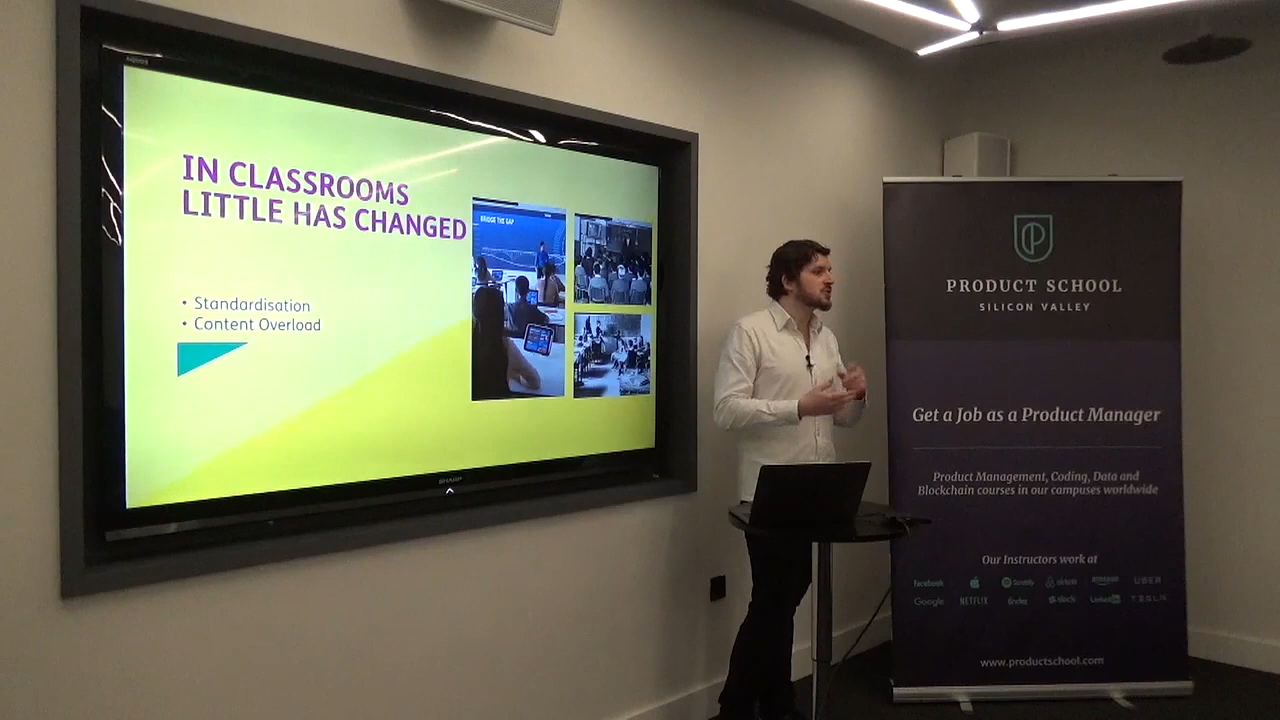 IN CLASSROOMS
LITTLE HAS CHANGED
• Standardisation
• Content Overload
BRIDGE THE GAP
SHARP
PRODUCT SCHOOL
SILICON VALLEY
Get a Job as a Product Manager
Product Management, Coding, Data and
Blockchain courses in our campuses worldwide
Our Instructors work at
facebook Spotify airbnb amazon UBER
Google NETFLIX tinder slack LinkedIn TESLA
www.productschool.com